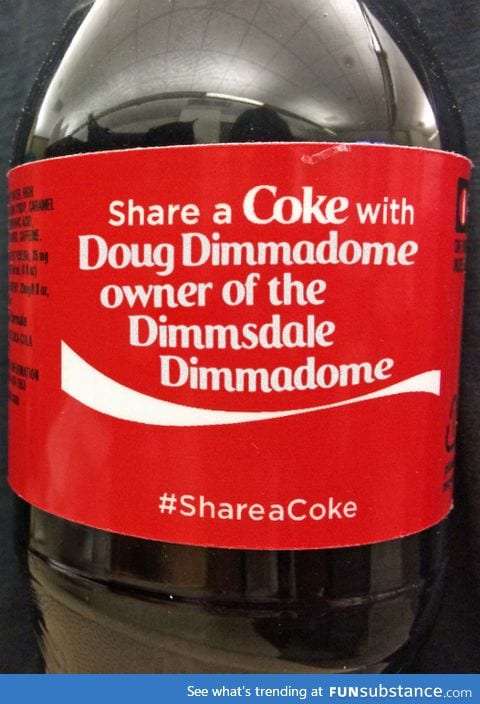 Share a Coke with
Doug Dimmadome
owner of the
Dimmsdale
Dimmadome
#ShareaCoke
See what's trending at FUNsubstance.com